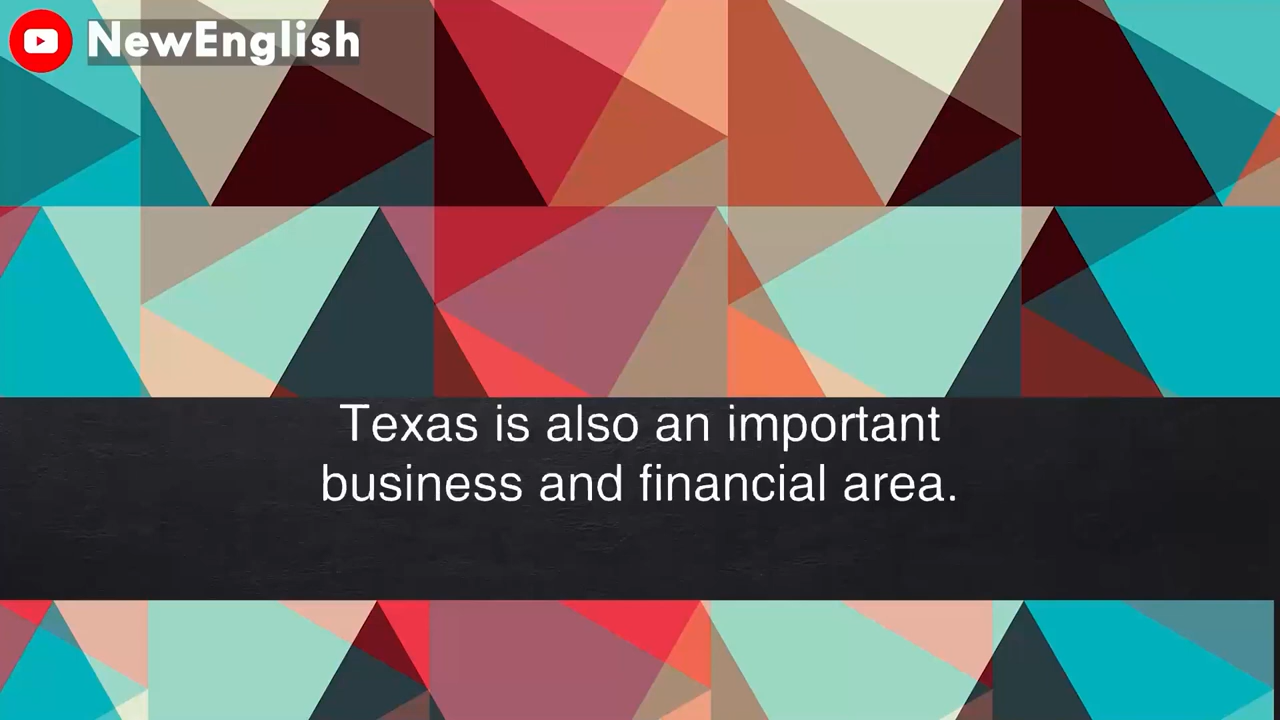 NewEnglish
Texas is also an important
business and financial area.